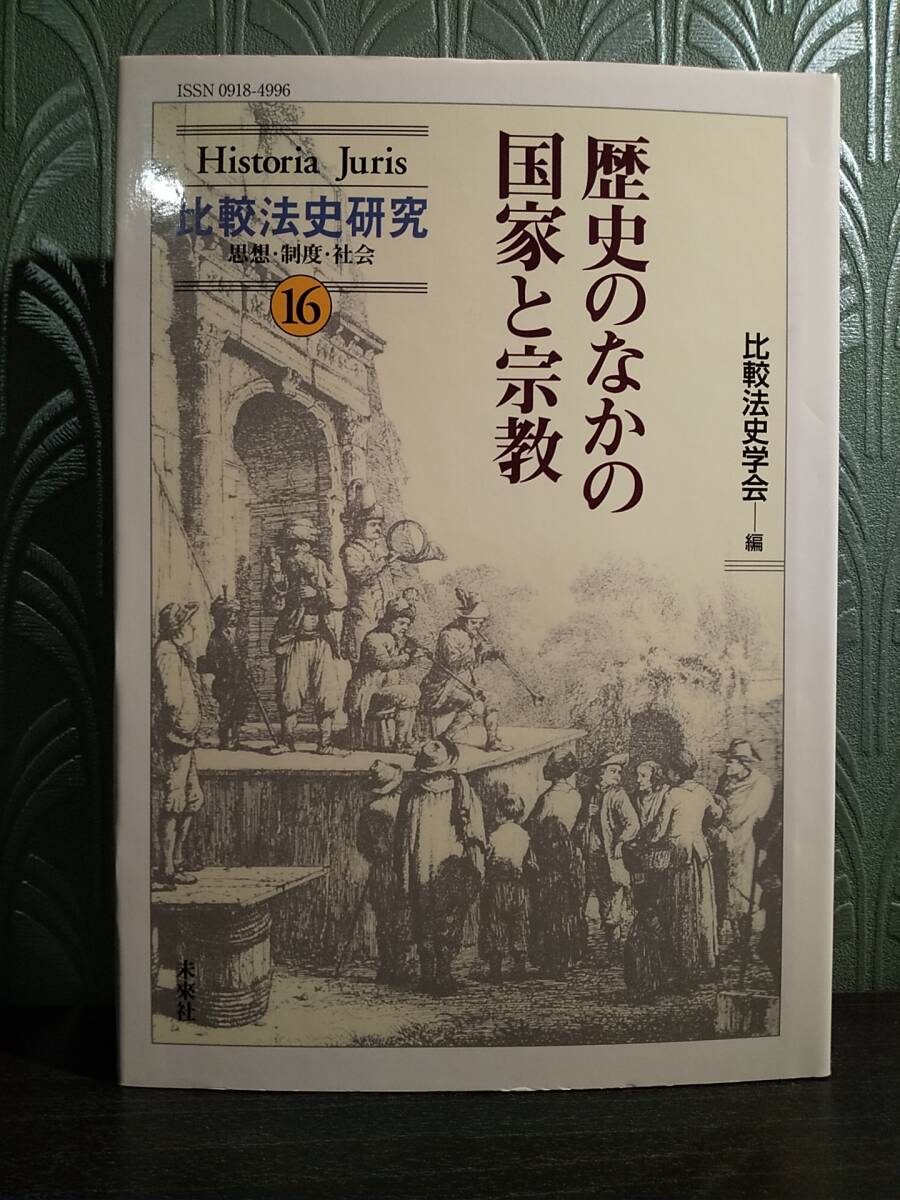 ISSN 0918-4996
Historia Juris
比較法史研究
思想・制度・社会
16
歴史のなかの
国家と宗教
比較法史学会——編
未來社